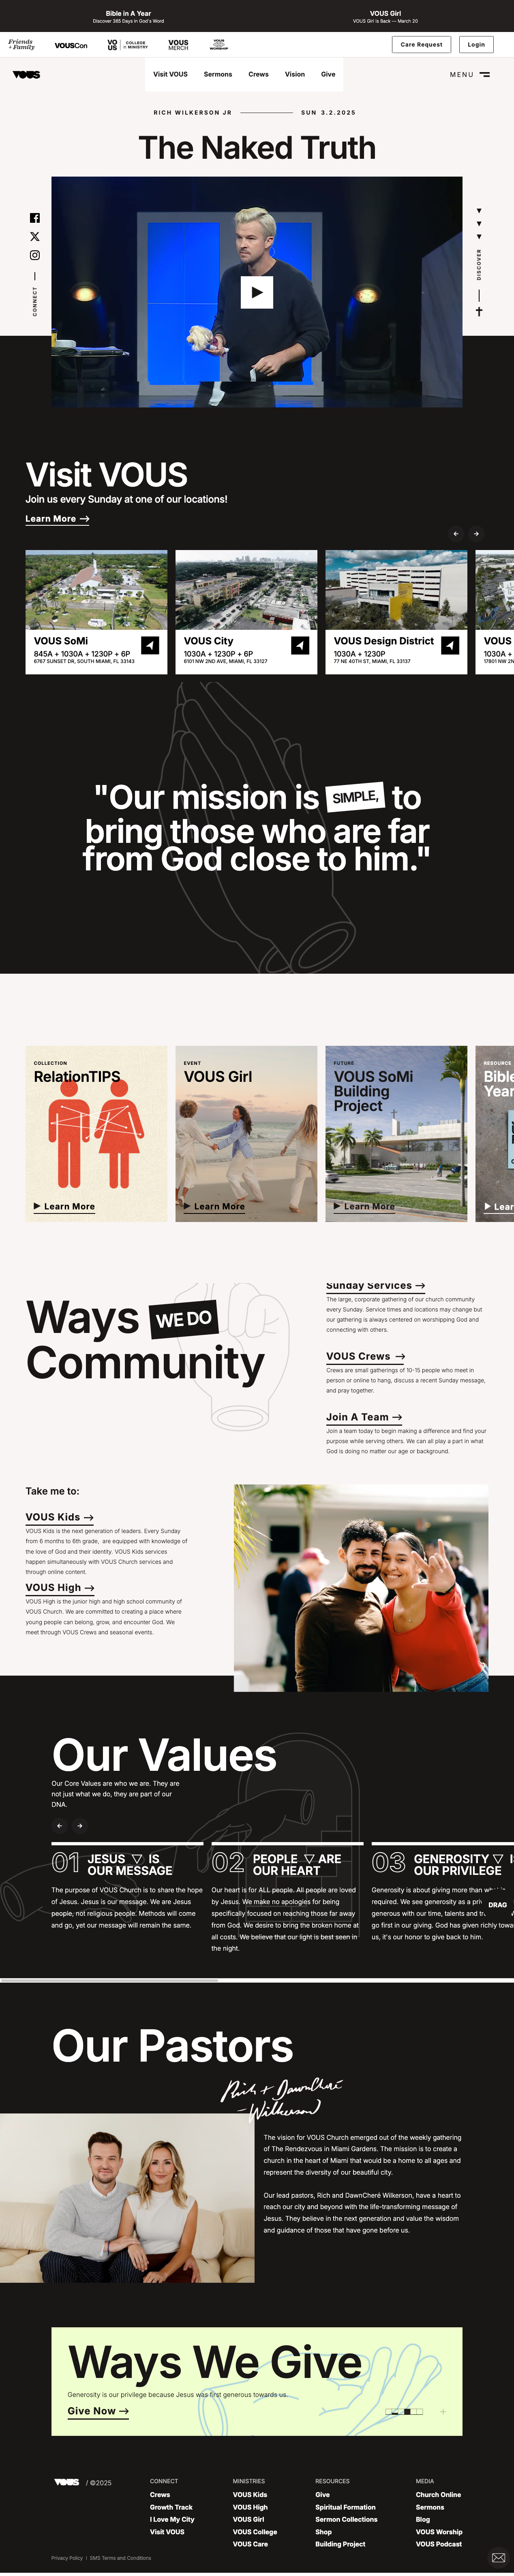 Bible in A Year
Discover 365 Days in God's Word
VOUS Girl
VOUS Girl is Back — March 20
Friends
+ Family
VOUSCon
VO
US
COLLEGE
of MINISTRY
VOUS
MERCH
VOUS
WORSHIP
Care Request
Login
VOUS
Visit VOUS
Sermons
Crews
Vision
Give
MENU
RICH WILKERSON JR
SUN 3.2.2025
The Naked Truth
CONNECT
DISCOVER
Visit VOUS
Join us every Sunday at one of our locations!
Learn More →
← →
VOUS SoMi
845A + 1030A + 1230P + 6P
6767 SUNSET DR, SOUTH MIAMI, FL 33143
VOUS City
1030A + 1230P + 6P
6101 NW 2ND AVE, MIAMI, FL 33127
VOUS Design District
1030A + 1230P
77 NE 40TH ST, MIAMI, FL 33137
VOUS
1030A +
17801 NW 2N
"Our mission is SIMPLE, to
bring those who are far
from God close to him."
COLLECTION
RelationTIPS
Learn More
EVENT
VOUS Girl
Learn More
FUTURE
VOUS SoMi
Building
Project
Learn More
RESOURCE
Bible
Year
Lear
Ways WE DO
Community
Sunday Services →
The large, corporate gathering of our church community
every Sunday. Service times and locations may change but
our gathering is always centered on worshipping God and
connecting with others.
VOUS Crews →
Crews are small gatherings of 10-15 people who meet in
person or online to hang, discuss a recent Sunday message,
and pray together.
Join A Team →
Join a team today to begin making a difference and find your
purpose while serving others. We can all play a part in what
God is doing no matter our age or background.
Take me to:
VOUS Kids →
VOUS Kids is the next generation of leaders. Every Sunday
from 6 months to 6th grade, are equipped with knowledge of
the love of God and their identity. VOUS Kids services
happen simultaneously with VOUS Church services and
through online content.
VOUS High →
VOUS High is the junior high and high school community of
VOUS Church. We are committed to creating a place where
young people can belong, grow, and encounter God. We
meet through VOUS Crews and seasonal events.
Our Values
Our Core Values are who we are. They are
not just what we do, they are part of our
DNA.
← →
01 JESUS ▽ IS
OUR MESSAGE
The purpose of VOUS Church is to share the hope
of Jesus. Jesus is our message. We are Jesus
people, not religious people. Methods will come
and go, yet our message will remain the same.
02 PEOPLE ▽ ARE
OUR HEART
Our heart is for ALL people. All people are loved
by Jesus. We make no apologies for being
specifically focused on reaching those far away
from God. We desire to bring the broken home at
all costs. We believe that our light is best seen in
the night.
03 GENEROSITY ▽ I
OUR PRIVILEGE
Generosity is about giving more than
required. We see generosity as a
generous with our time, talents and
go first in our giving. God has given richly
us, it's our honor to give back to him.
DRAG
Our Pastors
Rich + DawnCheré
Wilkerson
The vision for VOUS Church emerged out of the weekly gathering
of The Rendezvous in Miami Gardens. The mission is to create a
church in the heart of Miami that would be a home to all ages and
represent the diversity of our beautiful city.
Our lead pastors, Rich and DawnCheré Wilkerson, have a heart to
reach our city and beyond with the life-transforming message of
Jesus. They believe in the next generation and value the wisdom
and guidance of those that have gone before us.
Ways We Give
Generosity is our privilege because Jesus was first generous towards us.
Give Now →
VOUS / ©2025
CONNECT
Crews
Growth Track
I Love My City
Visit VOUS
MINISTRIES
VOUS Kids
VOUS High
VOUS Girl
VOUS College
VOUS Care
RESOURCES
Give
Spiritual Formation
Sermon Collections
Shop
Building Project
MEDIA
Church Online
Sermons
Blog
VOUS Worship
VOUS Podcast
Privacy Policy | SMS Terms and Conditions